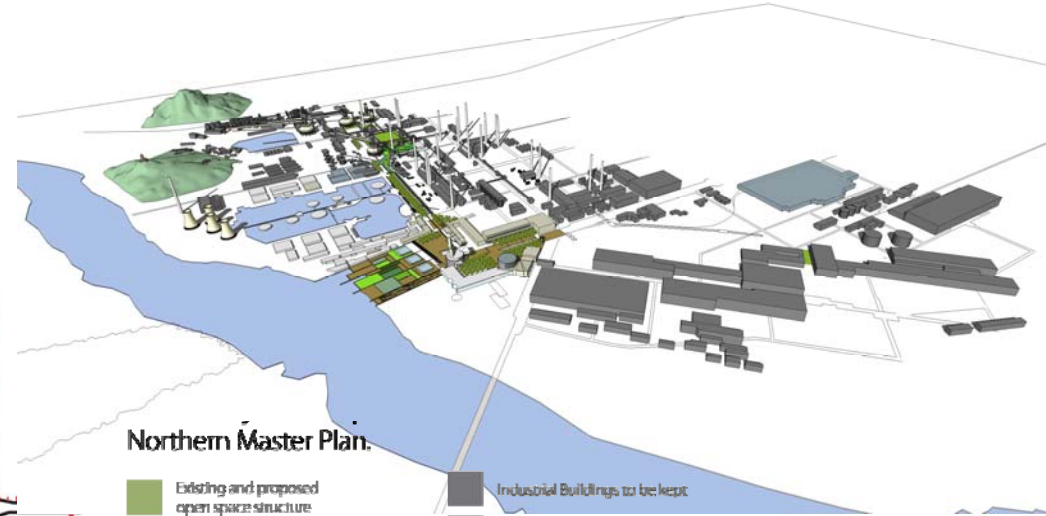 Northern Master Plan.
Existing and proposed
open space structure
Industrial Buildings to be kept